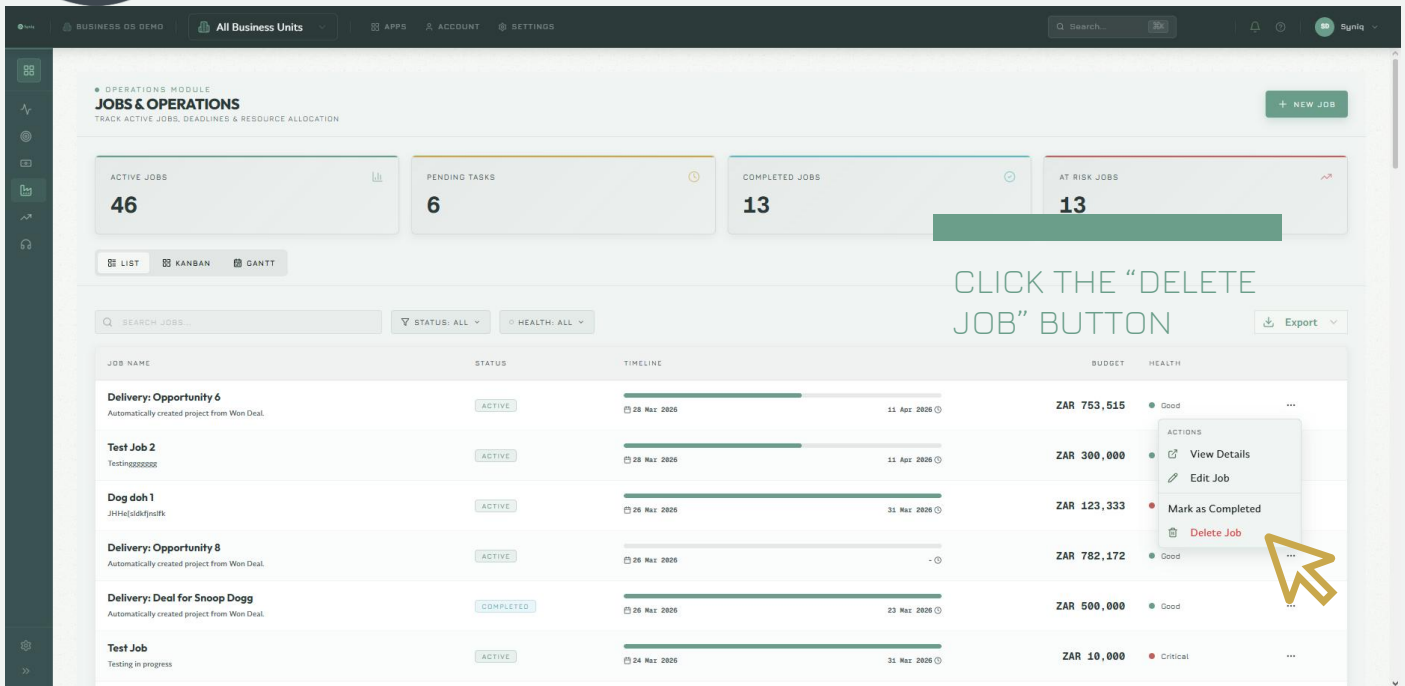 Syniq
BUSINESS OS DEMO
All Business Units
APPS
ACCOUNT
SETTINGS
Search...
⌘K
SD
Syniq
OPERATIONS MODULE
JOBS & OPERATIONS
TRACK ACTIVE JOBS, DEADLINES & RESOURCE ALLOCATION
+ NEW JOB
ACTIVE JOBS
46
PENDING TASKS
6
COMPLETED JOBS
13
AT RISK JOBS
13
LIST
KANBAN
GANTT
CLICK THE “DELETE
JOB” BUTTON
SEARCH JOBS...
STATUS: ALL
HEALTH: ALL
Export
JOB NAME
STATUS
TIMELINE
BUDGET
HEALTH
Delivery: Opportunity 6
Automatically created project from Won Deal.
ACTIVE
28 Mar 2026
11 Apr 2026
ZAR 753,515
Good
...
Test Job 2
Testinggggggg
ACTIVE
28 Mar 2026
11 Apr 2026
ZAR 300,000
Dog doh 1
ACTIVE
26 Mar 2026
31 Mar 2026
ZAR 123,333
ACTIONS
View Details
Edit Job
Mark as Completed
Delete Job
Delivery: Opportunity 8
Automatically created project from Won Deal.
ACTIVE
26 Mar 2026
-
ZAR 782,172
Good
...
Delivery: Deal for Snoop Dogg
Automatically created project from Won Deal.
COMPLETED
26 Mar 2026
23 Mar 2026
ZAR 500,000
Good
...
Test Job
Testing in progress
ACTIVE
24 Mar 2026
31 Mar 2026
ZAR 10,000
Critical
...